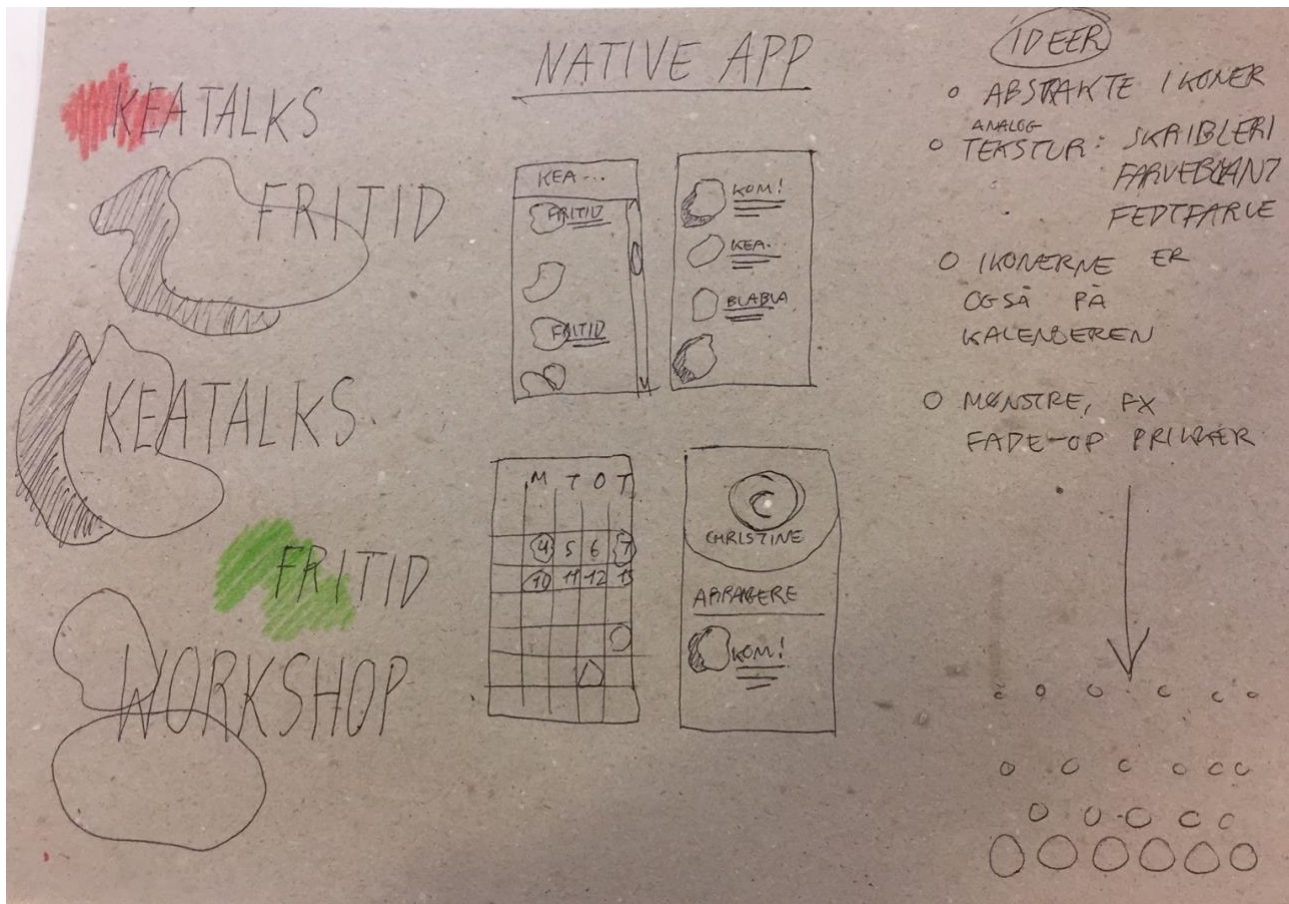 KEATALKS
FRITID
KEATALKS
FRITID
WORKSHOP
NATIVE APP
KEA...
FRITID
FRITID
KOM!
KEA..
BLABLA
M T O T
4 5 6 7
10 11 12 13
C
CHRISTINE
KOM!
IDEER
ABSTRAKTE IKONER
ANALOG
TEKSTUR: SKRIBLERI
FARVEBLYANT
FEDTFARVE
IKONERNE ER
OGSÅ PÅ
KALENDEREN
MØNSTRE, FX
FADE-OP PRIKKER